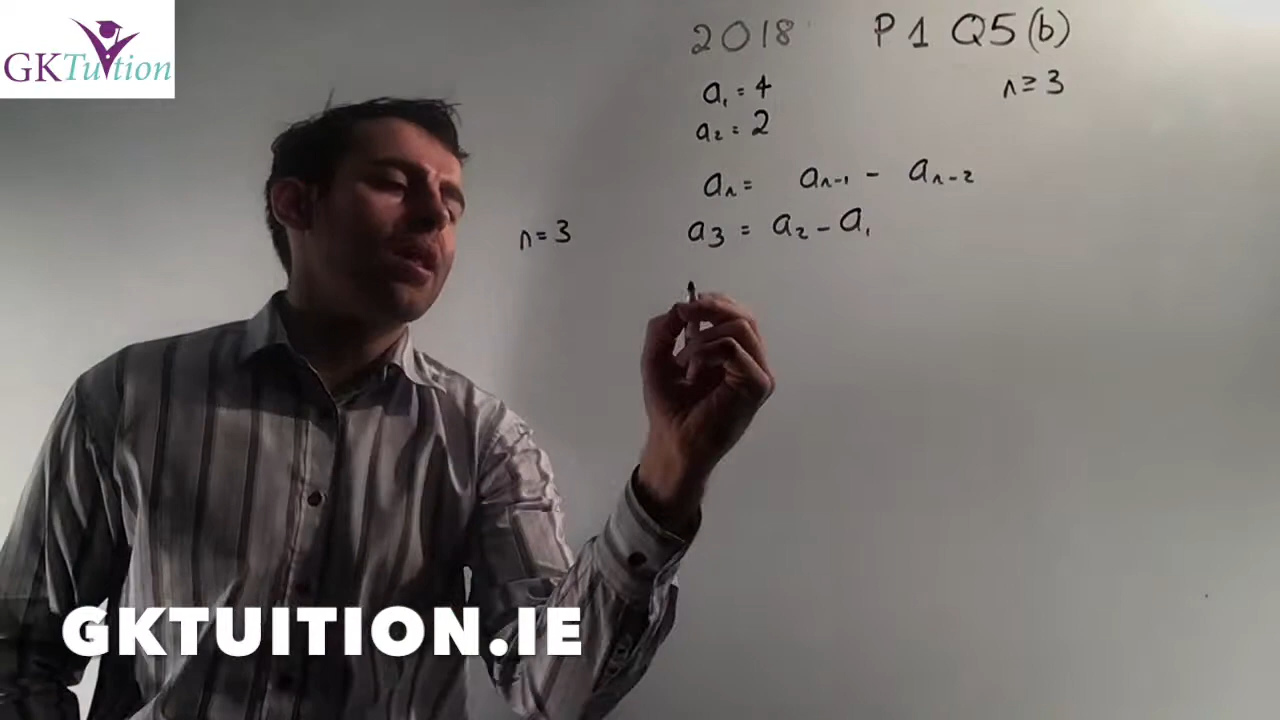 GKTuition
2018 P1 Q5(b)
a₁ = 4 n ≥ 3
a₂ = 2
aₙ = aₙ₋₁ - aₙ₋₂
n = 3 a₃ = a₂ - a₁
GKTUITION.IE